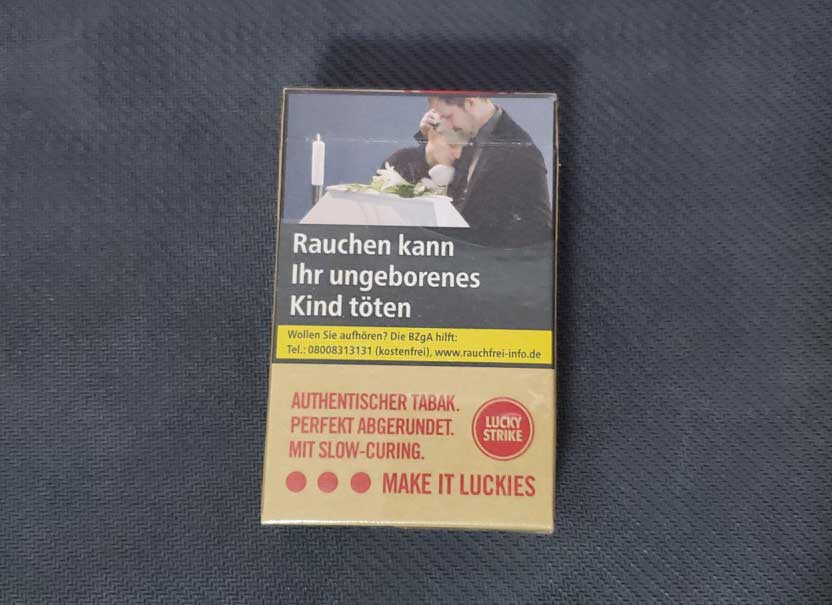 Rauchen kann
Ihr ungeborenes
Kind töten
Wollen Sie aufhören? Die BZgA hilft:
Tel.: 08008313131 (kostenfrei), www.rauchfrei-info.de
AUTHENTISCHER TABAK.
PERFEKT ABGERUNDET.
MIT SLOW-CURING.
LUCKY
STRIKE
MAKE IT LUCKIES